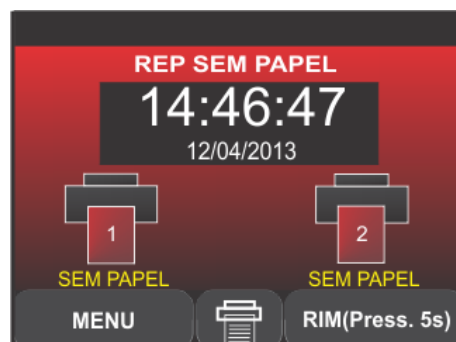 REP SEM PAPEL
14:46:47
12/04/2013
1
2
SEM PAPEL
SEM PAPEL
MENU
RIM(Press. 5s)